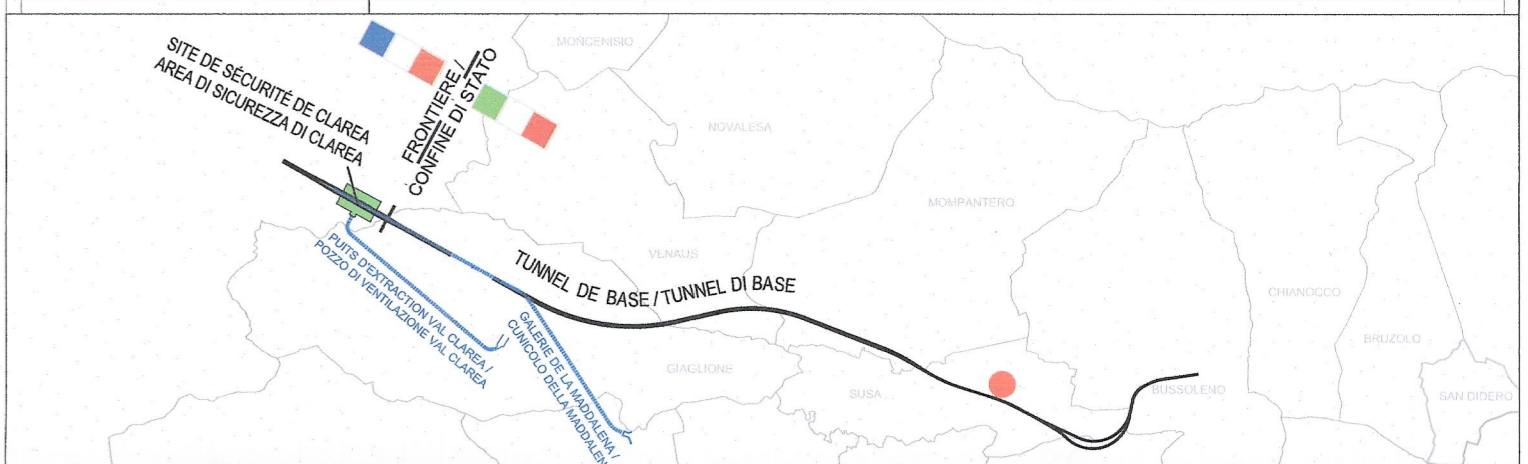 MONCENISIO
SITE DE SÉCURITÉ DE CLAREA
AREA DI SICUREZZA DI CLAREA
FRONTIERE /
CONFINE DI STATO
NOVALESA
MOMPANTERO
VENAUS
TUNNEL DE BASE / TUNNEL DI BASE
PUITS D'EXTRACTION VAL CLAREA /
POZZO DI VENTILAZIONE VAL CLAREA
CHIANOCCO
GALERIE DE LA MADDALENA /
CUNICOLO DELLA MADDALEN
BRUZOLO
GIAGLIONE
SUSA
BUSSOLENO
SAN DIDERO